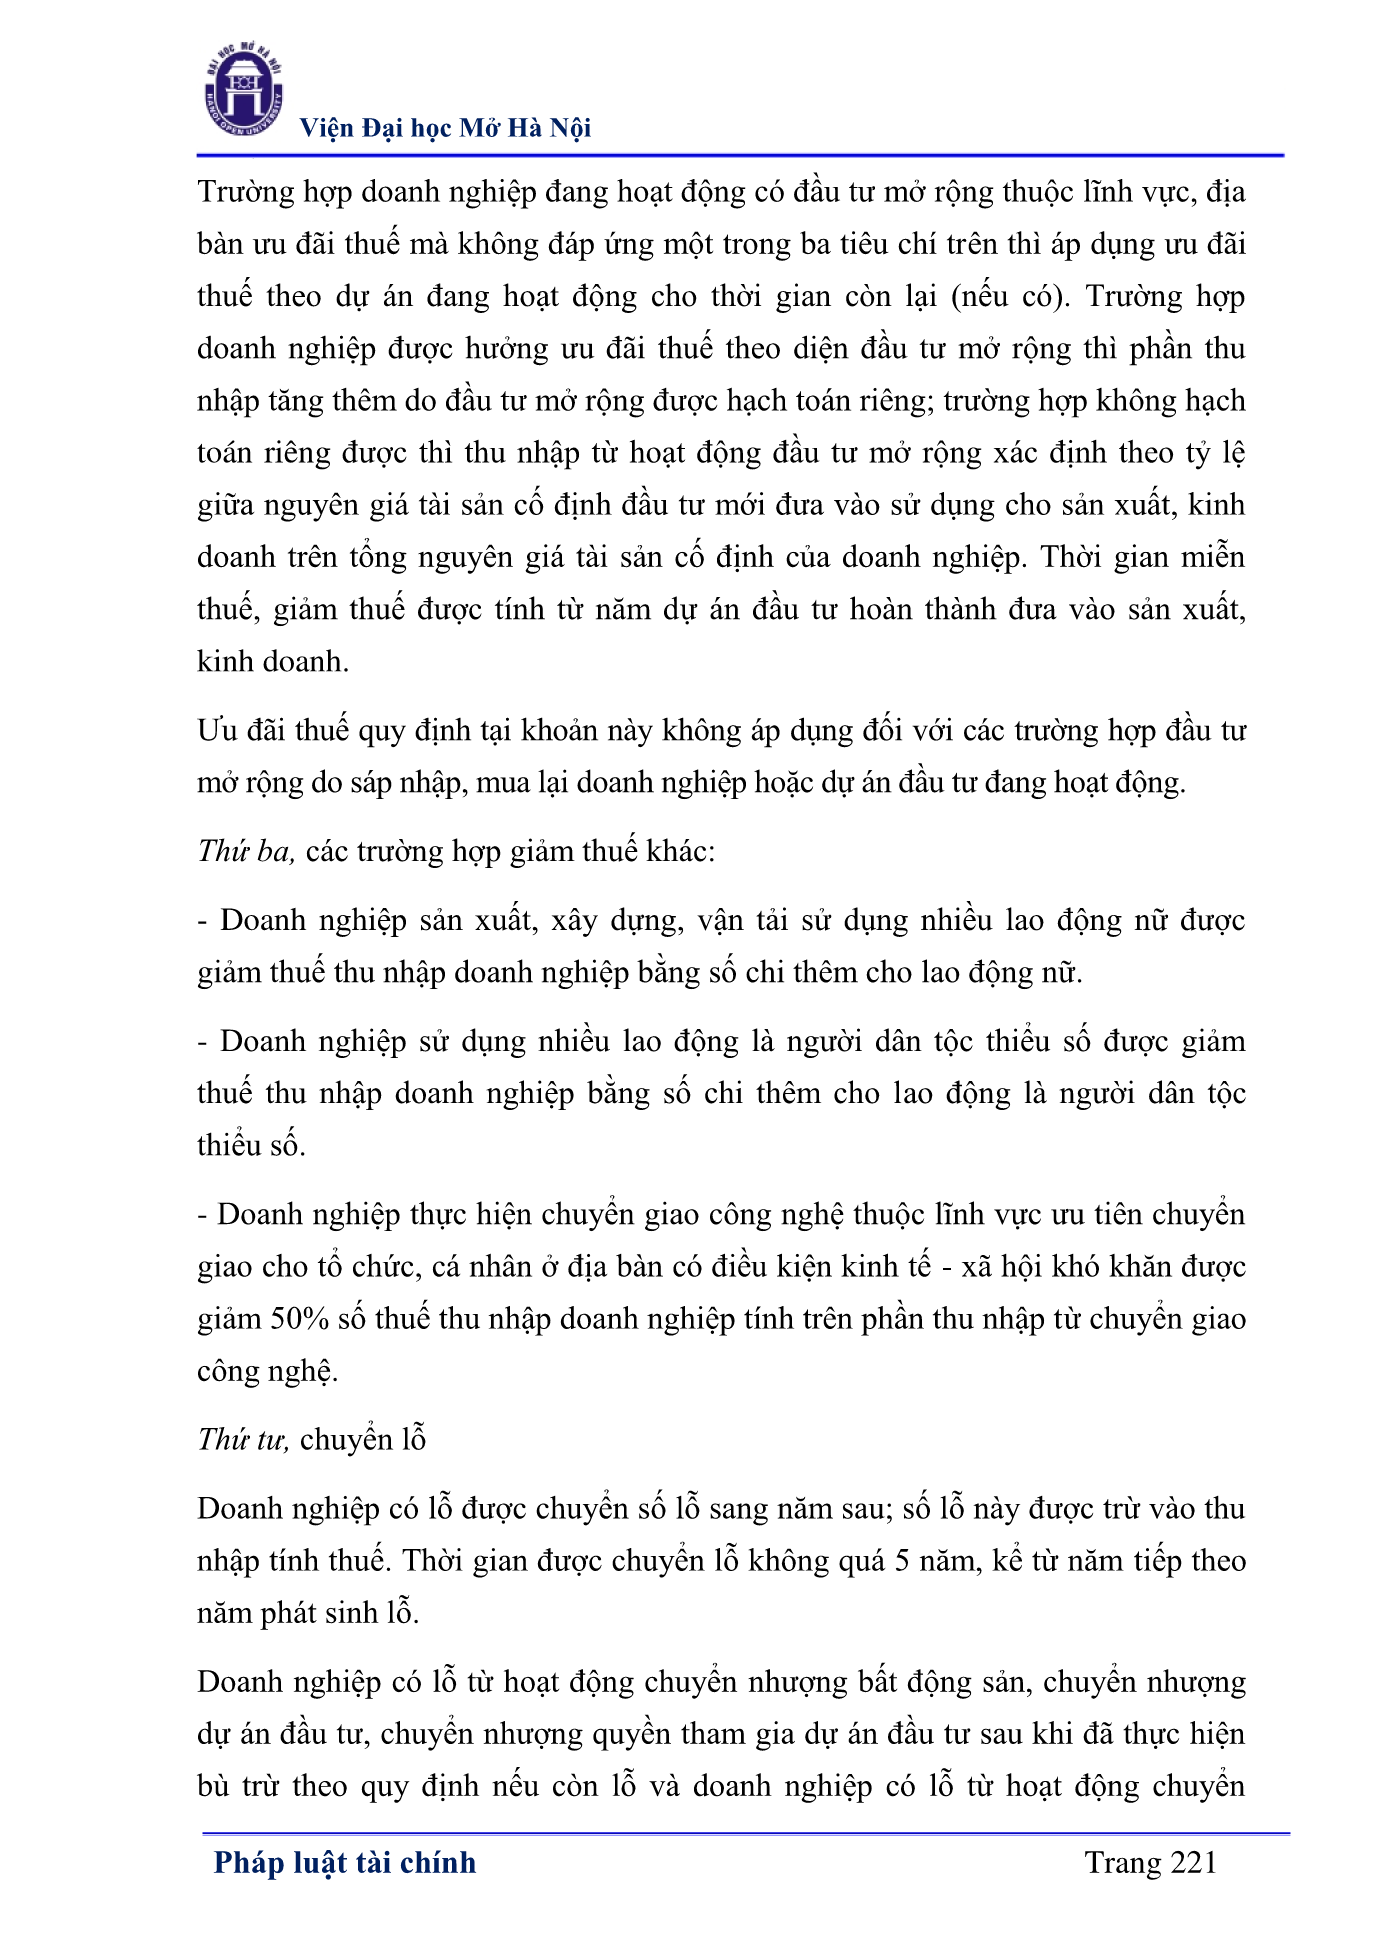 ĐẠI HỌC MỞ HÀ NỘI
HANOI OPEN UNIVERSITY
Viện Đại học Mở Hà Nội
Trường hợp doanh nghiệp đang hoạt động có đầu tư mở rộng thuộc lĩnh vực, địa
bàn ưu đãi thuế mà không đáp ứng một trong ba tiêu chí trên thì áp dụng ưu đãi
thuế theo dự án đang hoạt động cho thời gian còn lại (nếu có). Trường hợp
doanh nghiệp được hưởng ưu đãi thuế theo diện đầu tư mở rộng thì phần thu
nhập tăng thêm do đầu tư mở rộng được hạch toán riêng; trường hợp không hạch
toán riêng được thì thu nhập từ hoạt động đầu tư mở rộng xác định theo tỷ lệ
giữa nguyên giá tài sản cố định đầu tư mới đưa vào sử dụng cho sản xuất, kinh
doanh trên tổng nguyên giá tài sản cố định của doanh nghiệp. Thời gian miễn
thuế, giảm thuế được tính từ năm dự án đầu tư hoàn thành đưa vào sản xuất,
kinh doanh.
Ưu đãi thuế quy định tại khoản này không áp dụng đối với các trường hợp đầu tư
mở rộng do sáp nhập, mua lại doanh nghiệp hoặc dự án đầu tư đang hoạt động.
Thứ ba, các trường hợp giảm thuế khác:
- Doanh nghiệp sản xuất, xây dựng, vận tải sử dụng nhiều lao động nữ được
giảm thuế thu nhập doanh nghiệp bằng số chi thêm cho lao động nữ.
- Doanh nghiệp sử dụng nhiều lao động là người dân tộc thiểu số được giảm
thuế thu nhập doanh nghiệp bằng số chi thêm cho lao động là người dân tộc
thiểu số.
- Doanh nghiệp thực hiện chuyển giao công nghệ thuộc lĩnh vực ưu tiên chuyển
giao cho tổ chức, cá nhân ở địa bàn có điều kiện kinh tế - xã hội khó khăn được
giảm 50% số thuế thu nhập doanh nghiệp tính trên phần thu nhập từ chuyển giao
công nghệ.
Thứ tư, chuyển lỗ
Doanh nghiệp có lỗ được chuyển số lỗ sang năm sau; số lỗ này được trừ vào thu
nhập tính thuế. Thời gian được chuyển lỗ không quá 5 năm, kể từ năm tiếp theo
năm phát sinh lỗ.
Doanh nghiệp có lỗ từ hoạt động chuyển nhượng bất động sản, chuyển nhượng
dự án đầu tư, chuyển nhượng quyền tham gia dự án đầu tư sau khi đã thực hiện
bù trừ theo quy định nếu còn lỗ và doanh nghiệp có lỗ từ hoạt động chuyển
Pháp luật tài chính Trang 221